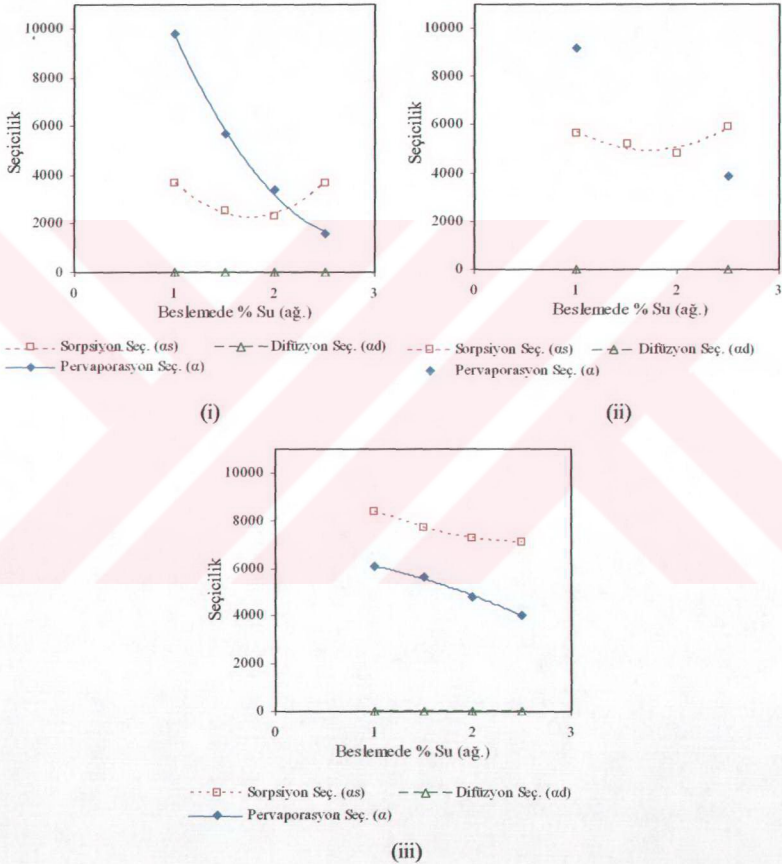 10000
8000
6000
4000
2000
0
Seçicilik
0 1 2 3
Beslemede % Su (ağ.)
Sorpsiyon Seç. (αs) Difüzyon Seç. (αd)
Pervaporasyon Seç. (α)
(i)
10000
8000
6000
4000
2000
0
Seçicilik
0 1 2 3
Beslemede % Su (ağ.)
Sorpsiyon Seç. (αs) Difüzyon Seç. (αd)
Pervaporasyon Seç. (α)
(ii)
10000
8000
6000
4000
2000
0
Seçicilik
0 1 2 3
Beslemede % Su (ağ.)
Sorpsiyon Seç. (αs) Difüzyon Seç. (αd)
Pervaporasyon Seç. (α)
(iii)